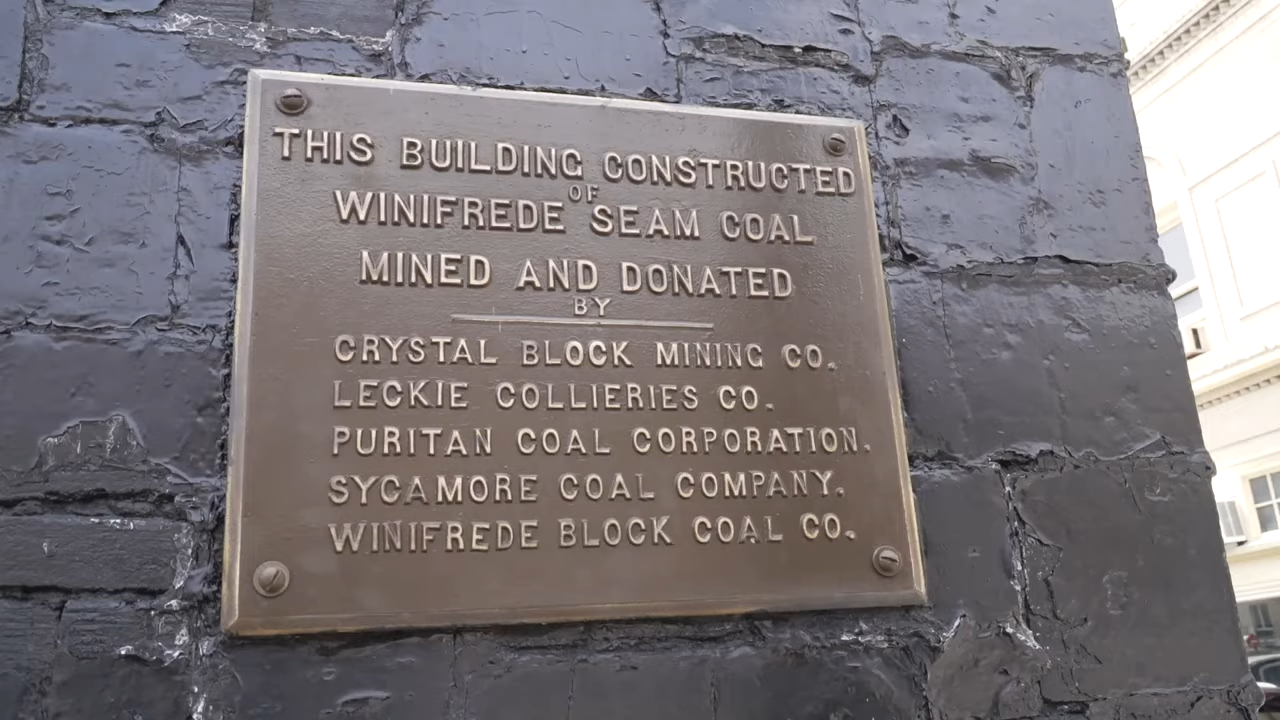 THIS BUILDING CONSTRUCTED
OF
WINIFREDE SEAM COAL
MINED AND DONATED
BY
CRYSTAL BLOCK MINING CO.
LECKIE COLLIERIES CO.
PURITAN COAL CORPORATION.
SYCAMORE COAL COMPANY.
WINIFREDE BLOCK COAL CO.